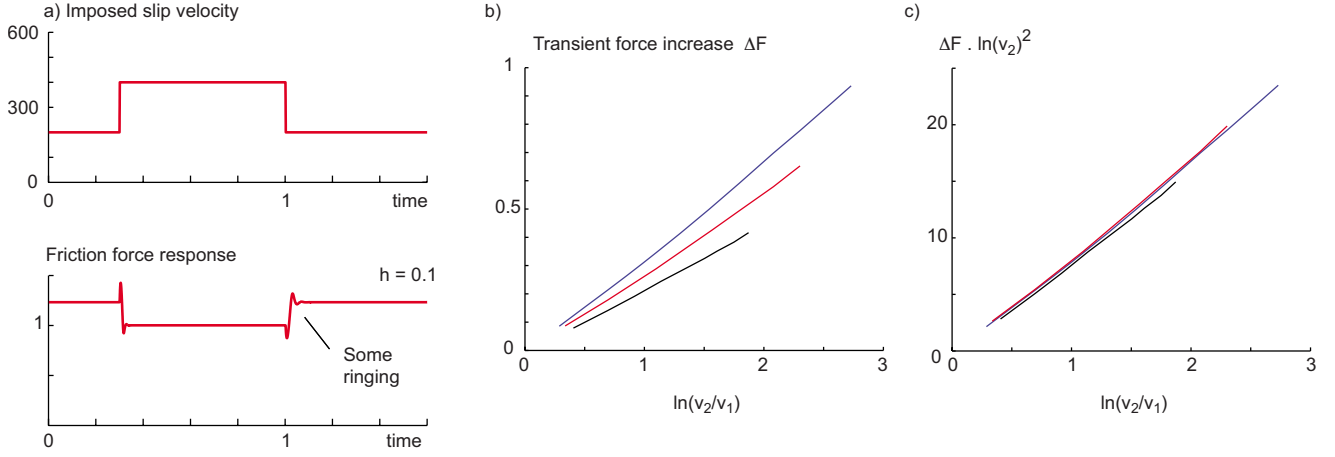 a) Imposed slip velocity
600
300
0
0
1
time
Friction force response
h = 0.1
1
Some
ringing
0
1
time
b)
Transient force increase ΔF
1
0.5
0
0
1
2
3
ln(v₂/v₁)
c)
ΔF . ln(v₂)²
20
10
0
0
1
2
3
ln(v₂/v₁)